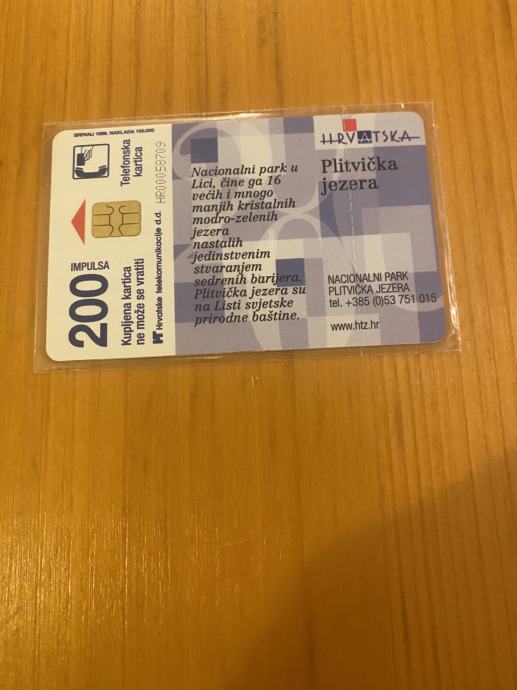 SRPANJ 1999. NAKLADA 100.000
Telefonska
kartica
HR00058709
200
IMPULSA
Kupljena kartica
ne može se vratiti
HT Hrvatske telekomunikacije d.d.
Nacionalni park u
Lici, čine ga 16
većih i mnogo
manjih kristalnih
modro-zelenih
jezera
nastalih
jedinstvenim
stvaranjem
sedrenih barijera.
Plitvička jezera su
na Listi svjetske
prirodne baštine.
HRVATSKA
Plitvička
jezera
NACIONALNI PARK
PLITVIČKA JEZERA
tel. +385 (0)53 751 015
www.htz.hr